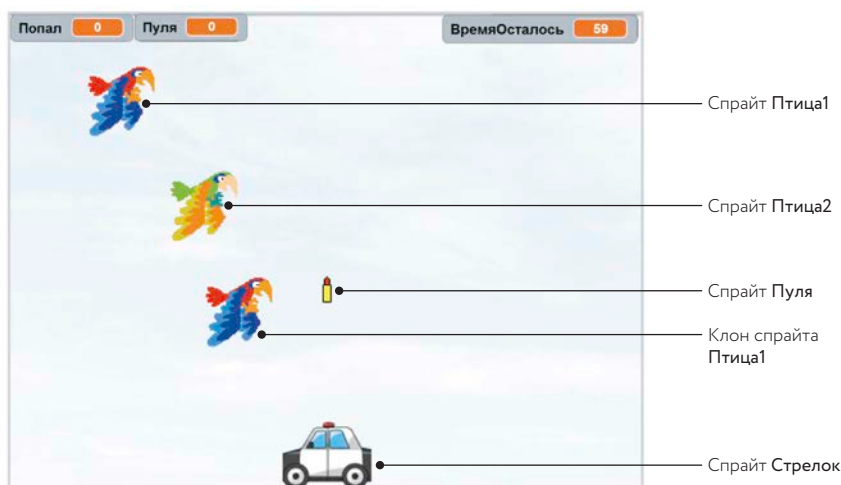 Попал 0 Пуля 0 ВремяОсталось 59
Спрайт Птица1
Спрайт Птица2
Спрайт Пуля
Клон спрайта
Птица1
Спрайт Стрелок